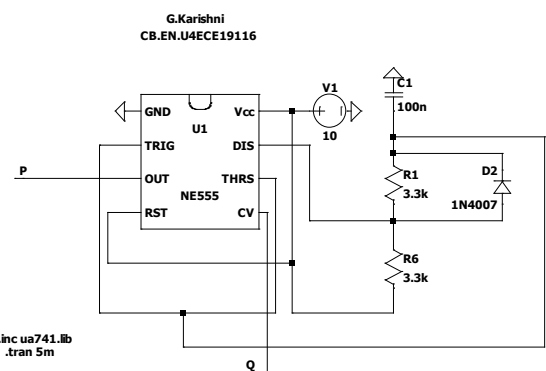 G.Karishni
CB.EN.U4ECE19116
V1
C1
100n
GND
Vcc
U1
10
TRIG
DIS
P
OUT
THRS
R1
3.3k
D2
1N4007
NE555
RST
CV
R6
3.3k
.inc ua741.lib
.tran 5m
Q